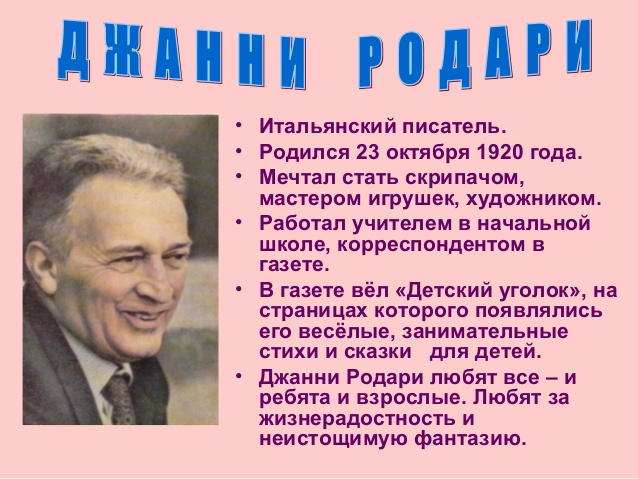 ДЖАННИ РОДАРИ
• Итальянский писатель.
• Родился 23 октября 1920 года.
• Мечтал стать скрипачом,
мастером игрушек, художником.
• Работал учителем в начальной
школе, корреспондентом в
газете.
• В газете вёл «Детский уголок», на
страницах которого появлялись
его весёлые, занимательные
стихи и сказки для детей.
• Джанни Родари любят все – и
ребята и взрослые. Любят за
жизнерадостность и
неистощимую фантазию.